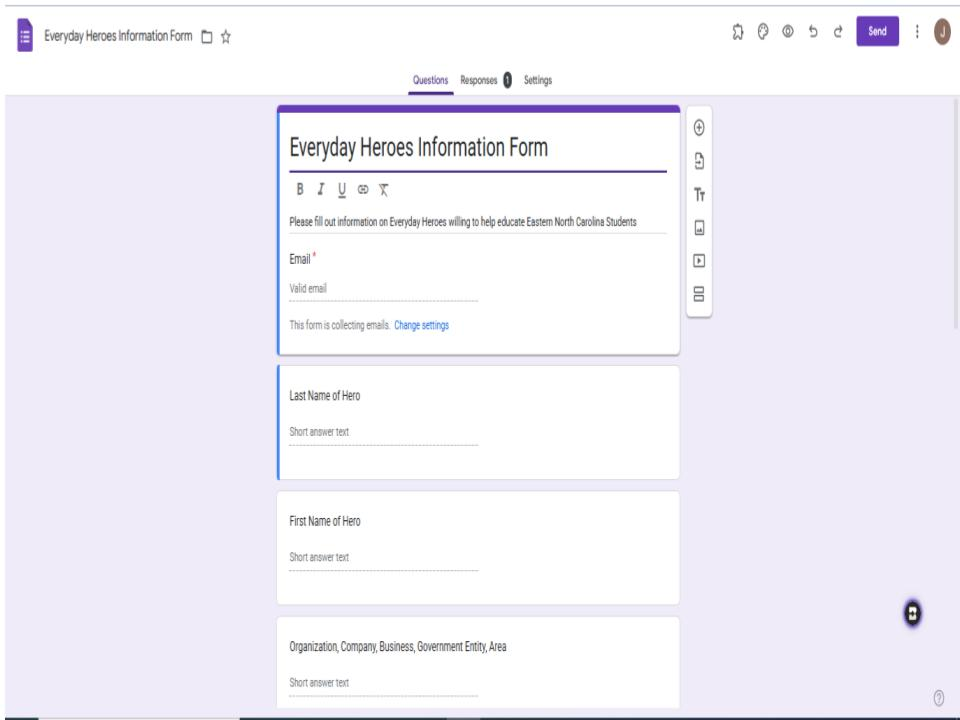 Everyday Heroes Information Form
Send
J
Questions Responses 1 Settings
Everyday Heroes Information Form
B I U
Tт
Please fill out information on Everyday Heroes willing to help educate Eastern North Carolina Students
Email *
Valid email
This form is collecting emails. Change settings
Last Name of Hero
Short answer text
First Name of Hero
Short answer text
Organization, Company, Business, Government Entity, Area
Short answer text